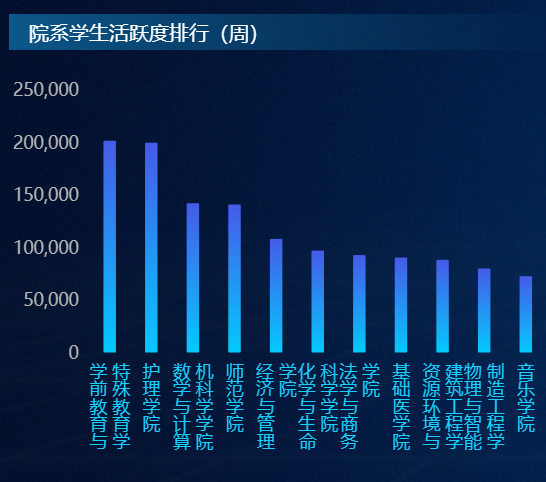 院系学生活跃度排行（周）
250,000
200,000
150,000
100,000
50,000
0
学前教育与
特殊教育学
护理学院
数学与计算
机科学学院
师范学院
经济与管理
学院
化学与生命
科学学院
法学与商务
学院
基础医学院
资源环境与
建筑工程学
物理与智能
制造工程学
音乐学院